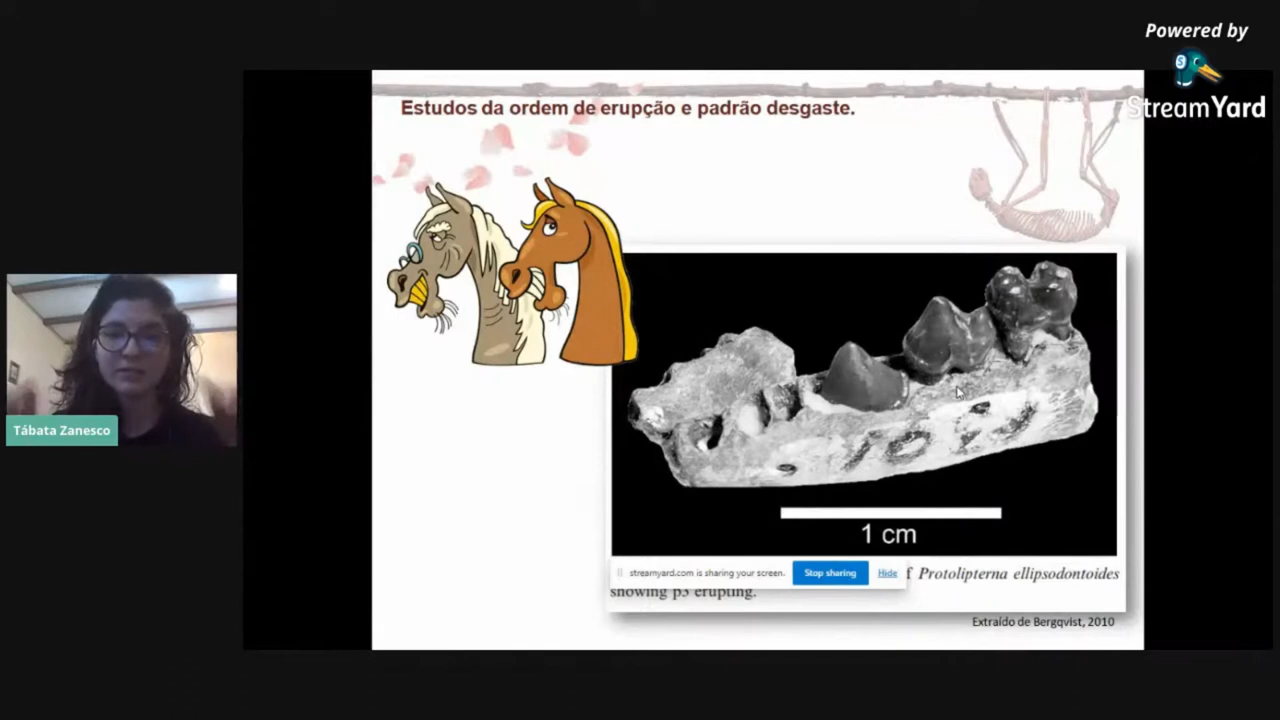 Powered by
StreamYard
Estudos da ordem de erupção e padrão desgaste.
Tábata Zanesco
1 cm
streamyard.com is sharing your screen. Stop sharing Hide
f Protolipterna ellipsodontoides
showing p3 erupting.
Extraído de Bergqvist, 2010